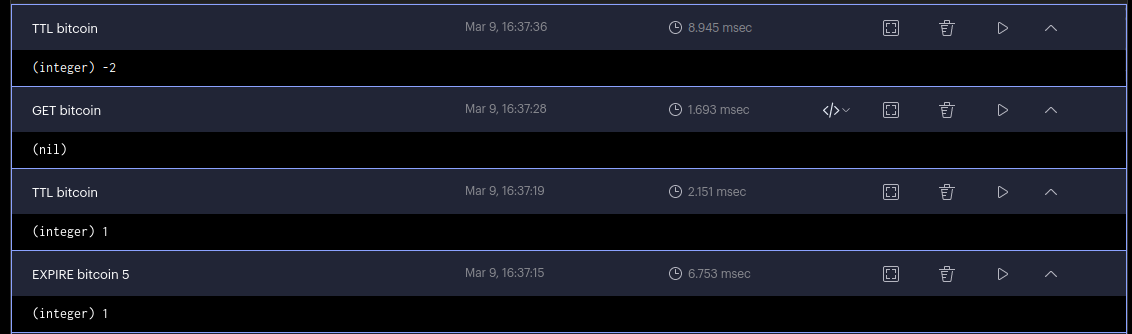 TTL bitcoin Mar 9, 16:37:36 8.945 msec
(integer) -2
GET bitcoin Mar 9, 16:37:28 1.693 msec </>
(nil)
TTL bitcoin Mar 9, 16:37:19 2.151 msec
(integer) 1
EXPIRE bitcoin 5 Mar 9, 16:37:15 6.753 msec
(integer) 1